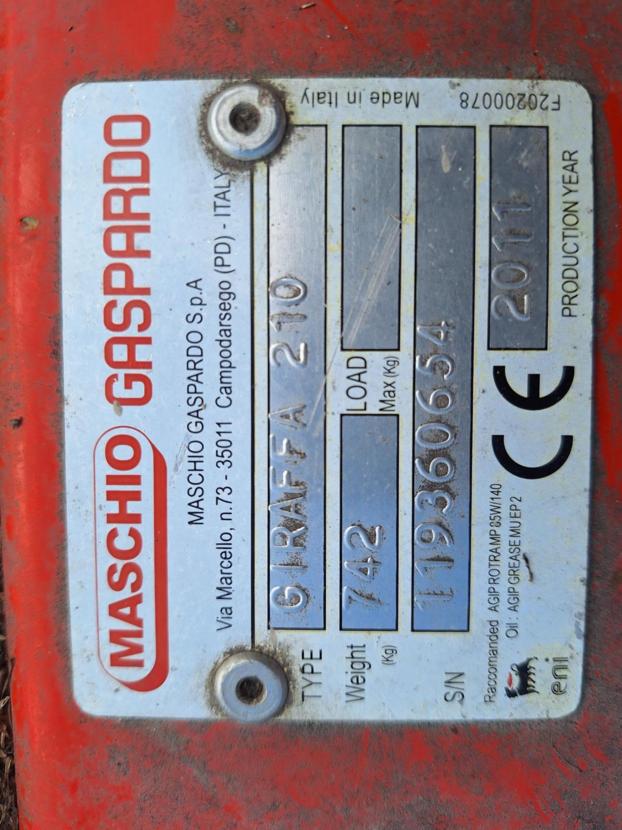 MASCHIO GASPARDO
MASCHIO GASPARDO S.p.A
Via Marcello, n.73 - 35011 Campodarsego (PD) - ITALY
TYPE GIRAFFA 210
Weight (Kg) 742 LOAD Max (Kg)
S/N 119360654
Raccomanded AGIP ROTRA MP 85W/140
Oil : AGIP GREASE MU EP 2
eni
CE 2011
PRODUCTION YEAR
Made in Italy
F20200078